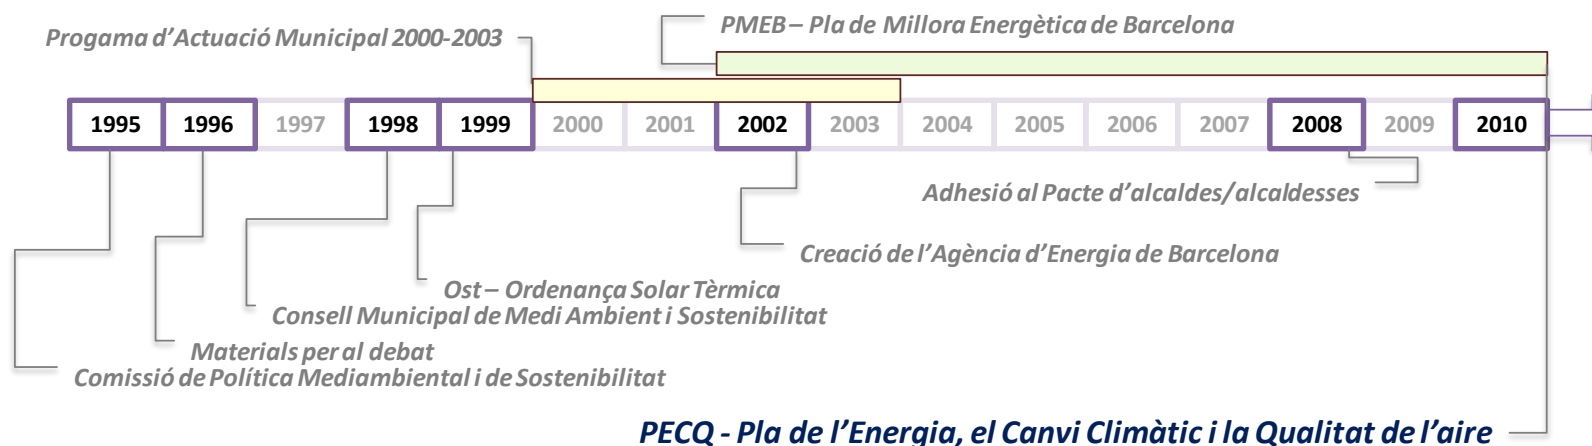 PMEB – Pla de Millora Energètica de Barcelona
Progama d'Actuació Municipal 2000-2003
1995 1996 1997 1998 1999 2000 2001 2002 2003 2004 2005 2006 2007 2008 2009 2010
Adhesió al Pacte d'alcaldes/alcaldesses
Creació de l'Agència d'Energia de Barcelona
Ost – Ordenança Solar Tèrmica
Consell Municipal de Medi Ambient i Sostenibilitat
Materials per al debat
Comissió de Política Mediambiental i de Sostenibilitat
PECQ - Pla de l'Energia, el Canvi Climàtic i la Qualitat de l'aire